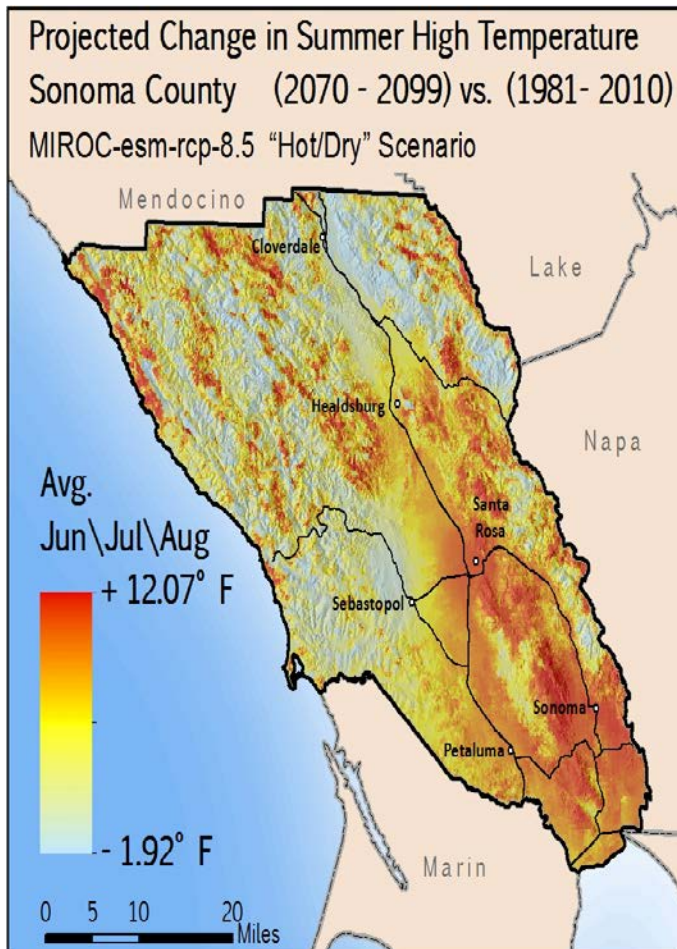 Projected Change in Summer High Temperature
Sonoma County (2070 - 2099) vs. (1981- 2010)
MIROC-esm-rcp-8.5 "Hot/Dry" Scenario
Mendocino
Cloverdale
Lake
Healdsburg
Napa
Avg.
Jun\Jul\Aug
Santa
Rosa
+ 12.07° F
Sebastopol
Sonoma
Petaluma
- 1.92° F
Marin
0 5 10 20
Miles